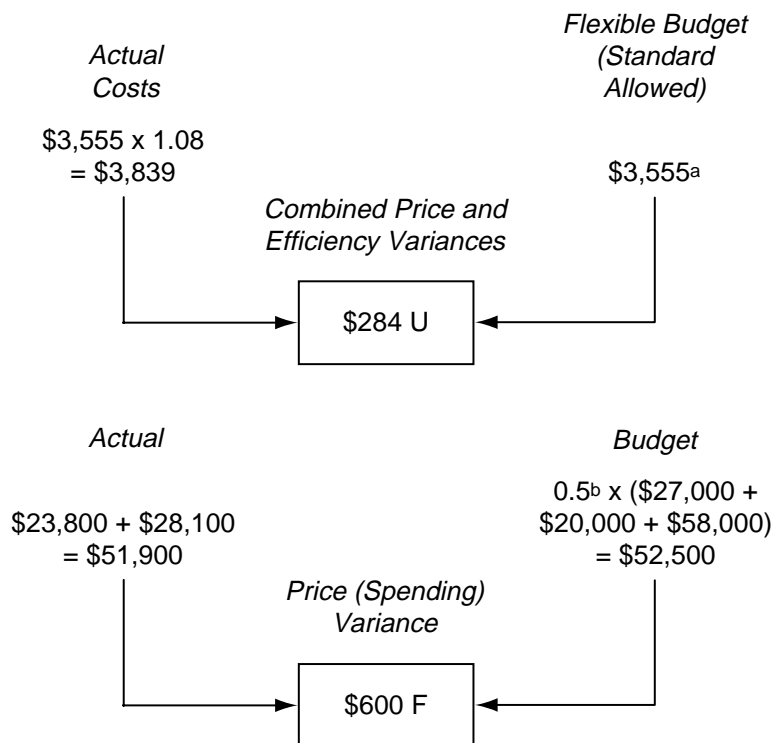 Actual
Costs
Flexible Budget
(Standard
Allowed)
$3,555 x 1.08
= $3,839
$3,555a
Combined Price and
Efficiency Variances
$284 U
Actual
Budget
$23,800 + $28,100
= $51,900
0.5b x ($27,000 +
$20,000 + $58,000)
= $52,500
Price (Spending)
Variance
$600 F